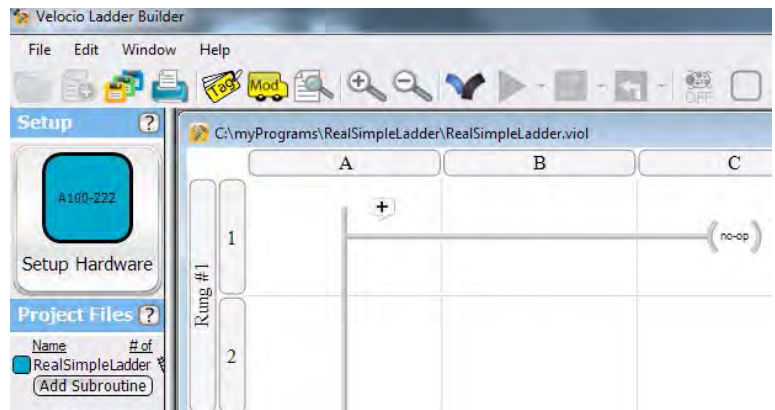 Velocio Ladder Builder
File Edit Window Help
Tags Mod OFF
Setup ?
C:\myPrograms\RealSimpleLadder\RealSimpleLadder.viol
A B C
A100-222
Setup Hardware
Rung #1
1
no-op
Project Files ?
Name # of
RealSimpleLadder
2
Add Subroutine